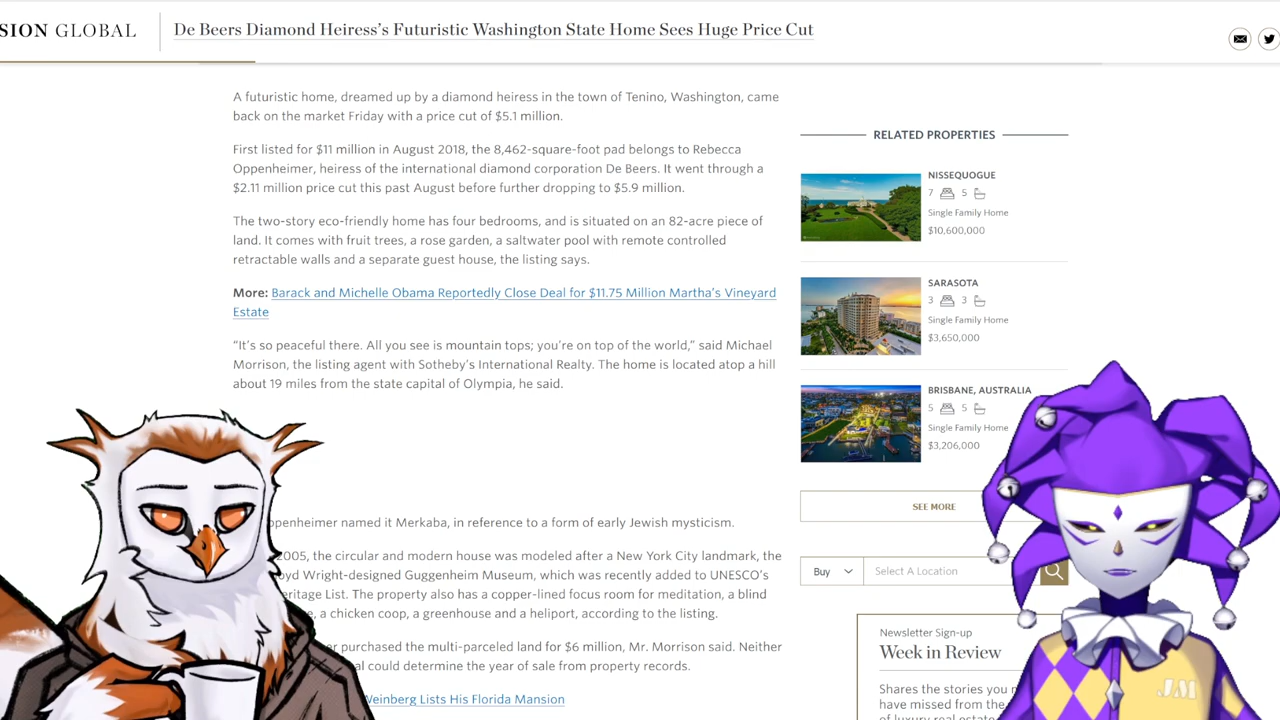 SION GLOBAL
De Beers Diamond Heiress's Futuristic Washington State Home Sees Huge Price Cut
A futuristic home, dreamed up by a diamond heiress in the town of Tenino, Washington, came
back on the market Friday with a price cut of $5.1 million.
First listed for $11 million in August 2018, the 8,462-square-foot pad belongs to Rebecca
Oppenheimer, heiress of the international diamond corporation De Beers. It went through a
$2.11 million price cut this past August before further dropping to $5.9 million.
The two-story eco-friendly home has four bedrooms, and is situated on an 82-acre piece of
land. It comes with fruit trees, a rose garden, a saltwater pool with remote controlled
retractable walls and a separate guest house, the listing says.
More: Barack and Michelle Obama Reportedly Close Deal for $11.75 Million Martha's Vineyard
Estate
“It's so peaceful there. All you see is mountain tops; you're on top of the world,” said Michael
Morrison, the listing agent with Sotheby's International Realty. The home is located atop a hill
about 19 miles from the state capital of Olympia, he said.
ppenheimer named it Merkaba, in reference to a form of early Jewish mysticism.
2005, the circular and modern house was modeled after a New York City landmark, the
oyd Wright-designed Guggenheim Museum, which was recently added to UNESCO's
eritage List. The property also has a copper-lined focus room for meditation, a blind
e, a chicken coop, a greenhouse and a heliport, according to the listing.
er purchased the multi-parceled land for $6 million, Mr. Morrison said. Neither
al could determine the year of sale from property records.
Weinberg Lists His Florida Mansion
RELATED PROPERTIES
NISSEQUOGUE
7 5
Single Family Home
$10,600,000
SARASOTA
3 3
Single Family Home
$3,650,000
BRISBANE, AUSTRALIA
5 5
Single Family Home
$3,206,000
SEE MORE
Buy Select A Location
Newsletter Sign-up
Week in Review
Shares the stories you m
have missed from the
of luxury real estate
JM